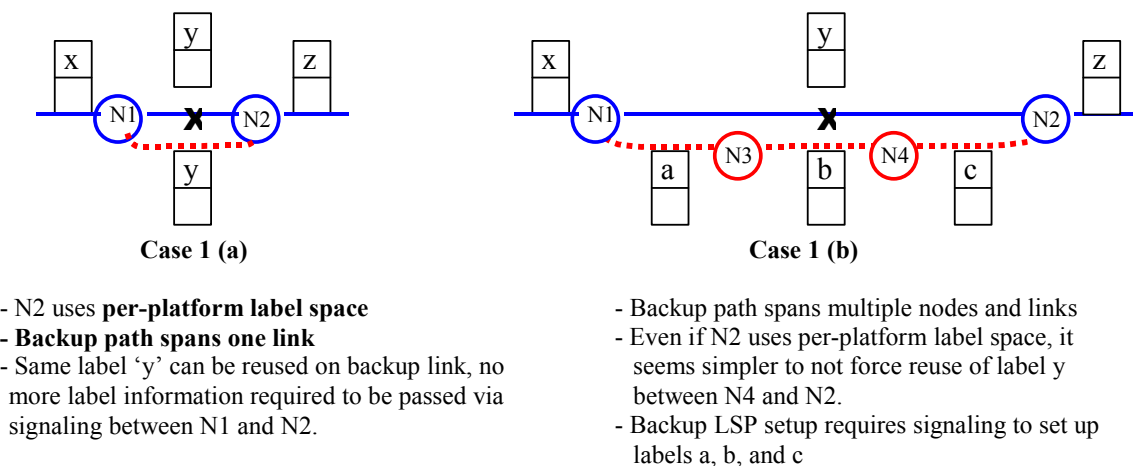 y
x
z
N1
N2
y
Case 1 (a)
- N2 uses per-platform label space
- Backup path spans one link
- Same label ‘y’ can be reused on backup link, no
more label information required to be passed via
signaling between N1 and N2.
y
x
z
N1
N2
N3
N4
a
b
c
Case 1 (b)
- Backup path spans multiple nodes and links
- Even if N2 uses per-platform label space, it
seems simpler to not force reuse of label y
between N4 and N2.
- Backup LSP setup requires signaling to set up
labels a, b, and c